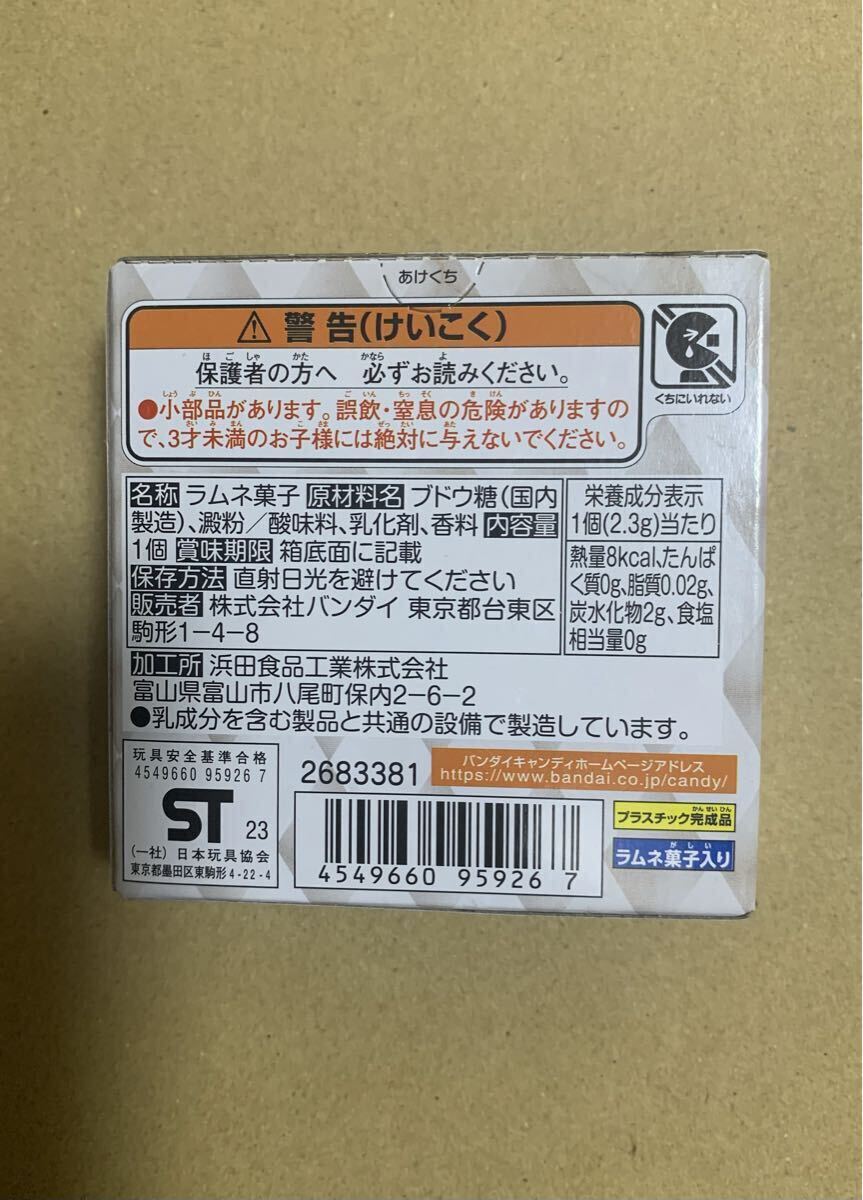 あけくち
⚠ 警告(けいこく)
保護者の方へ 必ずお読みください。
●小部品があります。誤飲・窒息の危険がありますの
で、3才未満のお子様には絶対に与えないでください。
くちにいれない
名称 ラムネ菓子 原材料名 ブドウ糖(国内
製造)、澱粉/酸味料、乳化剤、香料 内容量
1個 賞味期限 箱底面に記載
保存方法 直射日光を避けてください
販売者 株式会社バンダイ 東京都台東区
駒形1-4-8
栄養成分表示
1個(2.3g)当たり
熱量8kcal、たんぱ
く質0g、脂質0.02g、
炭水化物2g、食塩
相当量0g
加工所 浜田食品工業株式会社
富山県富山市八尾町保内2-6-2
●乳成分を含む製品と共通の設備で製造しています。
玩具安全基準合格
4549660 95926 7
ST 23
(一社)日本玩具協会
東京都墨田区東駒形4-22-4
2683381
バンダイキャンディホームページアドレス
https://www.bandai.co.jp/candy/
4549660 95926 7
プラスチック完成品
ラムネ菓子入り